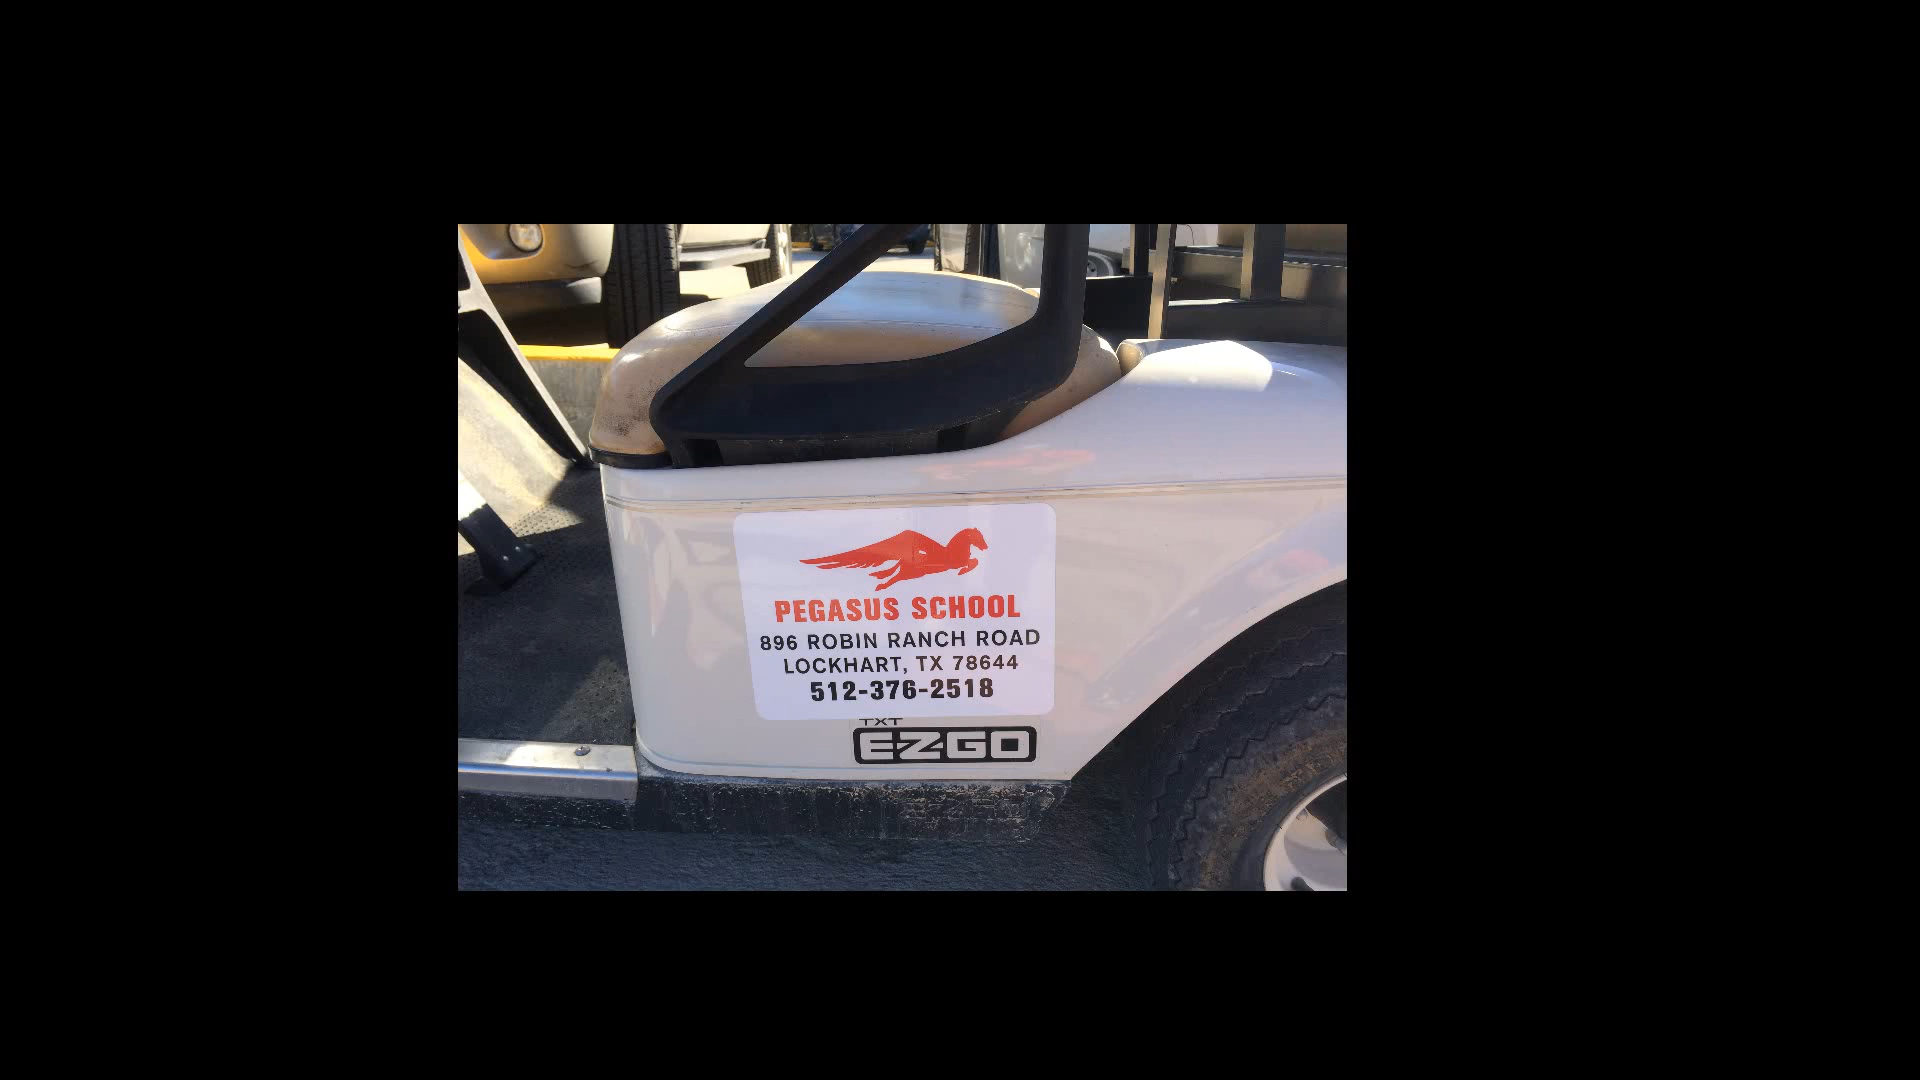 PEGASUS SCHOOL
896 ROBIN RANCH ROAD
LOCKHART, TX 78644
512-376-2518
TXT
EZGO